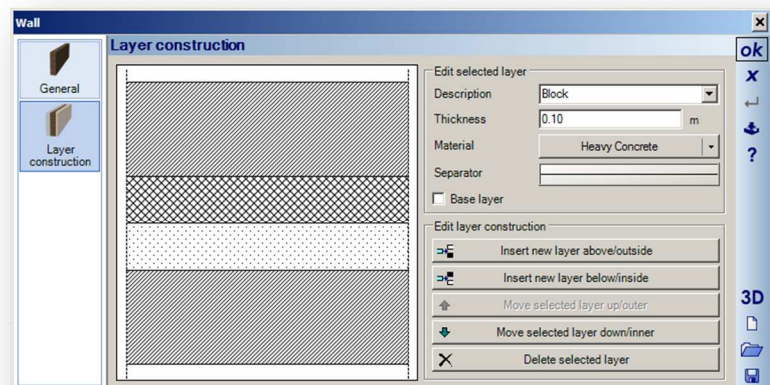 Wall
Layer construction
ok
General
Layer
construction
Edit selected layer
Description
Block
Thickness
0.10
m
Material
Heavy Concrete
Separator
Base layer
Edit layer construction
Insert new layer above/outside
Insert new layer below/inside
Move selected layer up/outer
Move selected layer down/inner
Delete selected layer
x
?
3D